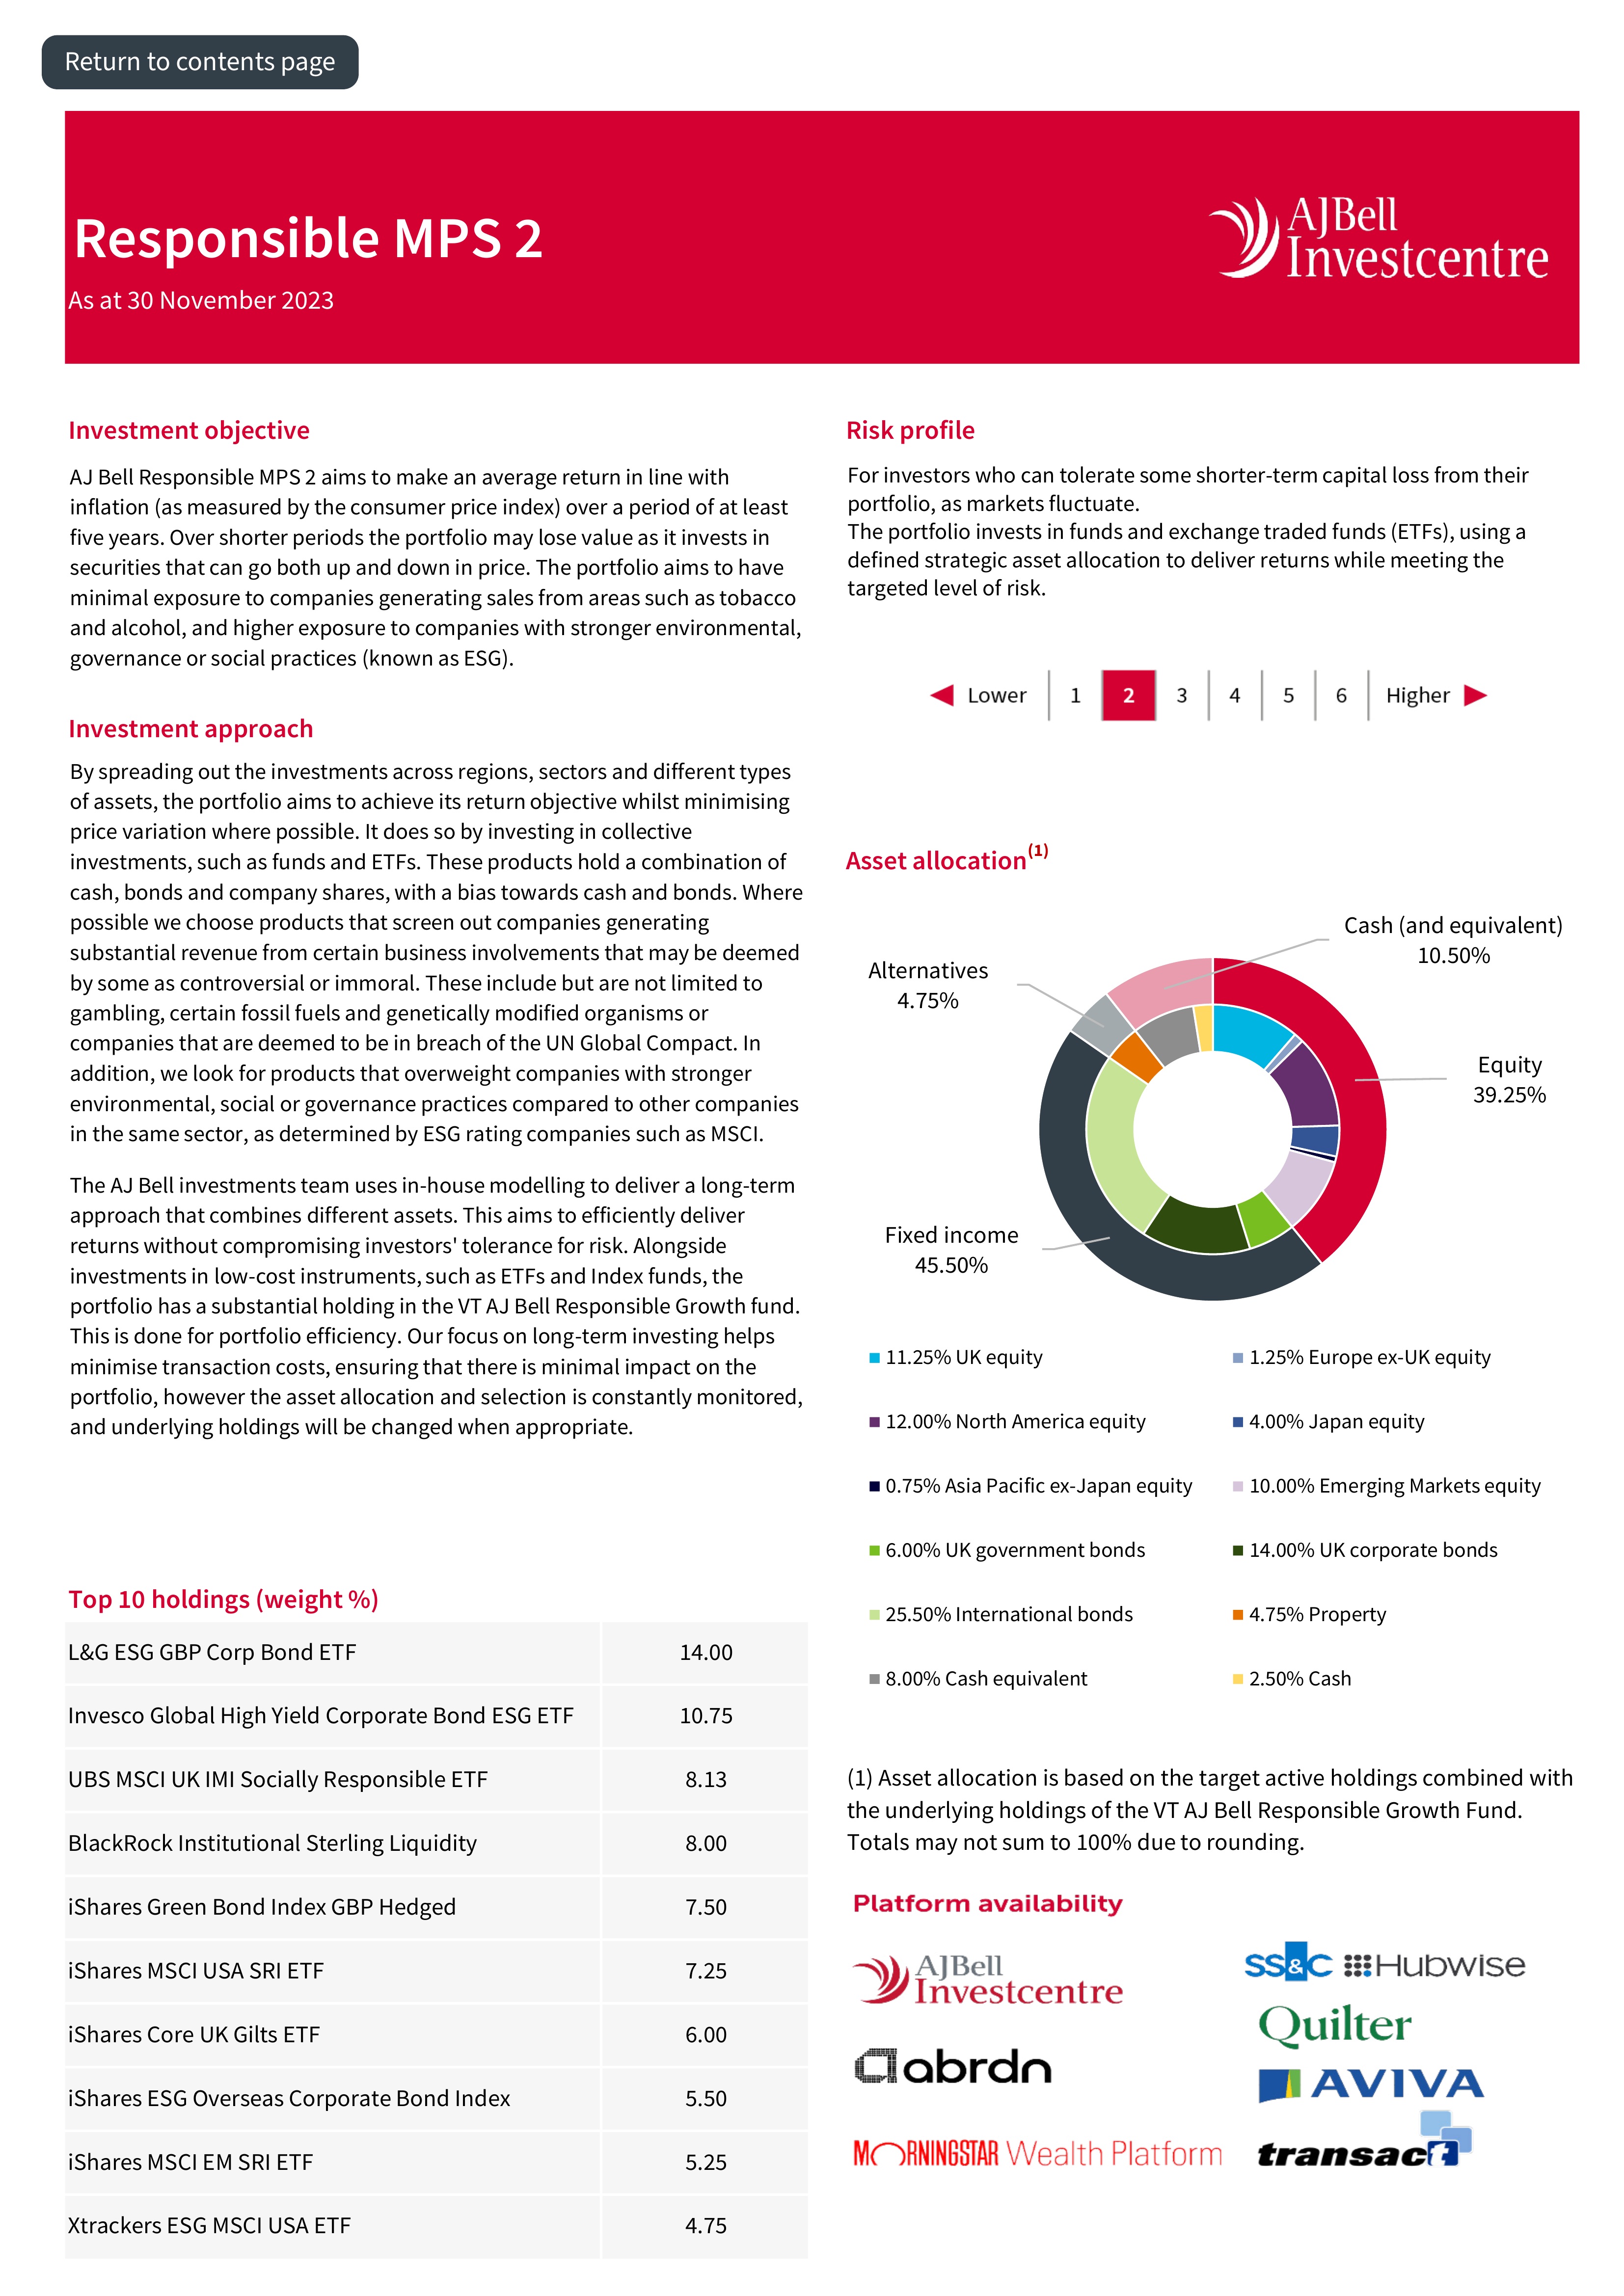 Return to contents page
Responsible MPS 2
As at 30 November 2023
AJBell
Investcentre
Investment objective
AJ Bell Responsible MPS 2 aims to make an average return in line with
inflation (as measured by the consumer price index) over a period of at least
five years. Over shorter periods the portfolio may lose value as it invests in
securities that can go both up and down in price. The portfolio aims to have
minimal exposure to companies generating sales from areas such as tobacco
and alcohol, and higher exposure to companies with stronger environmental,
governance or social practices (known as ESG).
Investment approach
By spreading out the investments across regions, sectors and different types
of assets, the portfolio aims to achieve its return objective whilst minimising
price variation where possible. It does so by investing in collective
investments, such as funds and ETFs. These products hold a combination of
cash, bonds and company shares, with a bias towards cash and bonds. Where
possible we choose products that screen out companies generating
substantial revenue from certain business involvements that may be deemed
by some as controversial or immoral. These include but are not limited to
gambling, certain fossil fuels and genetically modified organisms or
companies that are deemed to be in breach of the UN Global Compact. In
addition, we look for products that overweight companies with stronger
environmental, social or governance practices compared to other companies
in the same sector, as determined by ESG rating companies such as MSCI.
The AJ Bell investments team uses in-house modelling to deliver a long-term
approach that combines different assets. This aims to efficiently deliver
returns without compromising investors' tolerance for risk. Alongside
investments in low-cost instruments, such as ETFs and Index funds, the
portfolio has a substantial holding in the VT AJ Bell Responsible Growth fund.
This is done for portfolio efficiency. Our focus on long-term investing helps
minimise transaction costs, ensuring that there is minimal impact on the
portfolio, however the asset allocation and selection is constantly monitored,
and underlying holdings will be changed when appropriate.
Top 10 holdings (weight %)
L&G ESG GBP Corp Bond ETF 14.00
Invesco Global High Yield Corporate Bond ESG ETF 10.75
UBS MSCI UK IMI Socially Responsible ETF 8.13
BlackRock Institutional Sterling Liquidity 8.00
iShares Green Bond Index GBP Hedged 7.50
iShares MSCI USA SRI ETF 7.25
iShares Core UK Gilts ETF 6.00
iShares ESG Overseas Corporate Bond Index 5.50
iShares MSCI EM SRI ETF 5.25
Xtrackers ESG MSCI USA ETF 4.75
Risk profile
For investors who can tolerate some shorter-term capital loss from their
portfolio, as markets fluctuate.
The portfolio invests in funds and exchange traded funds (ETFs), using a
defined strategic asset allocation to deliver returns while meeting the
targeted level of risk.
Lower 1 2 3 4 5 6 Higher
Asset allocation(1)
Cash (and equivalent)
10.50%
Alternatives
4.75%
Equity
39.25%
Fixed income
45.50%
11.25% UK equity 1.25% Europe ex-UK equity
12.00% North America equity 4.00% Japan equity
0.75% Asia Pacific ex-Japan equity 10.00% Emerging Markets equity
6.00% UK government bonds 14.00% UK corporate bonds
25.50% International bonds 4.75% Property
8.00% Cash equivalent 2.50% Cash
(1) Asset allocation is based on the target active holdings combined with
the underlying holdings of the VT AJ Bell Responsible Growth Fund.
Totals may not sum to 100% due to rounding.
Platform availability
AJBell
Investcentre
SS&C Hubwise
Quilter
abrdn
AVIVA
MORNINGSTAR Wealth Platform
transact